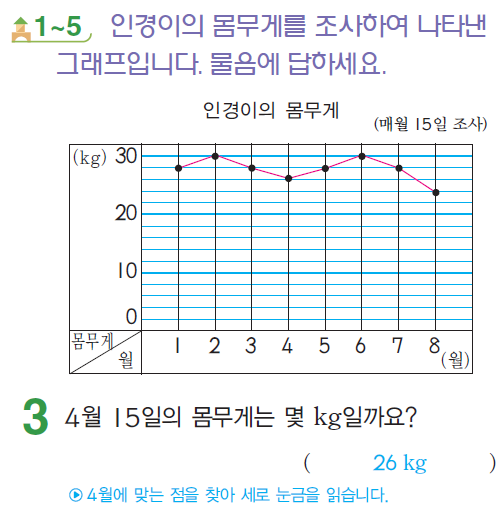 1~5 인경이의 몸무게를 조사하여 나타낸
그래프입니다. 물음에 답하세요.
인경이의 몸무게
(매월 15일 조사)
(kg) 30
20
10
0
몸무게
월
1 2 3 4 5 6 7 8 (월)
3 4월 15일의 몸무게는 몇 kg일까요?
( 26 kg )
4월에 맞는 점을 찾아 세로 눈금을 읽습니다.